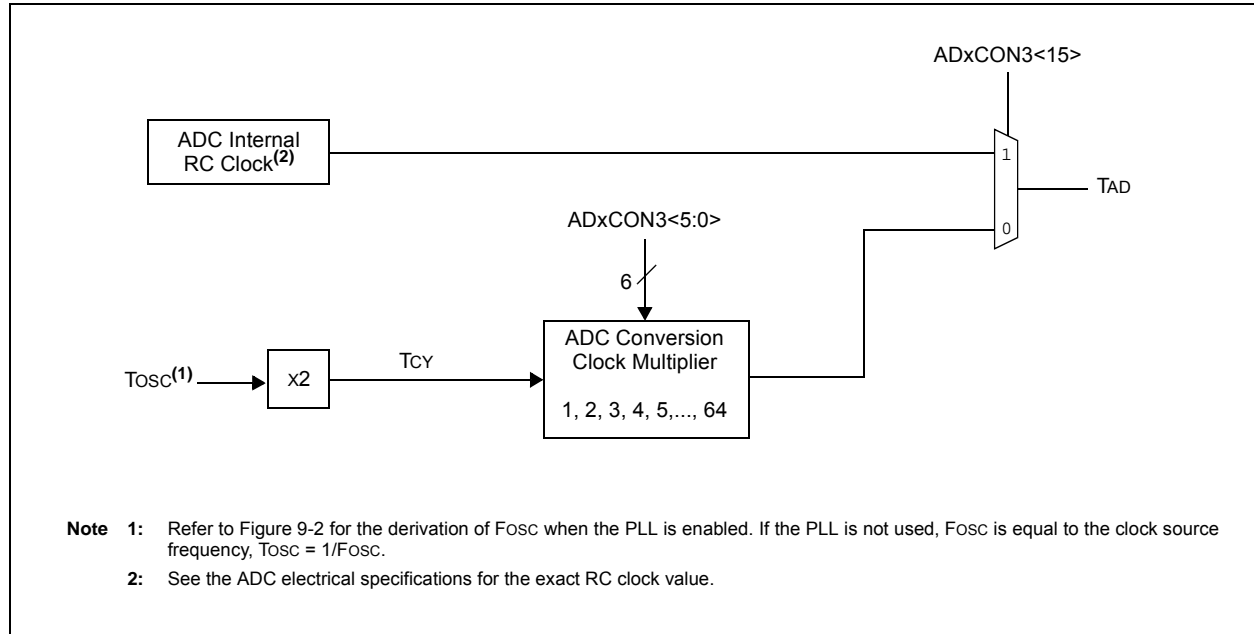 ADxCON3<15>
ADC Internal
RC Clock(2)
1
TAD
ADxCON3<5:0>
0
6
ADC Conversion
Clock Multiplier
1, 2, 3, 4, 5,..., 64
TOSC(1)
X2
TCY
Note 1: Refer to Figure 9-2 for the derivation of FOSC when the PLL is enabled. If the PLL is not used, FOSC is equal to the clock source
frequency, TOSC = 1/FOSC.
2: See the ADC electrical specifications for the exact RC clock value.